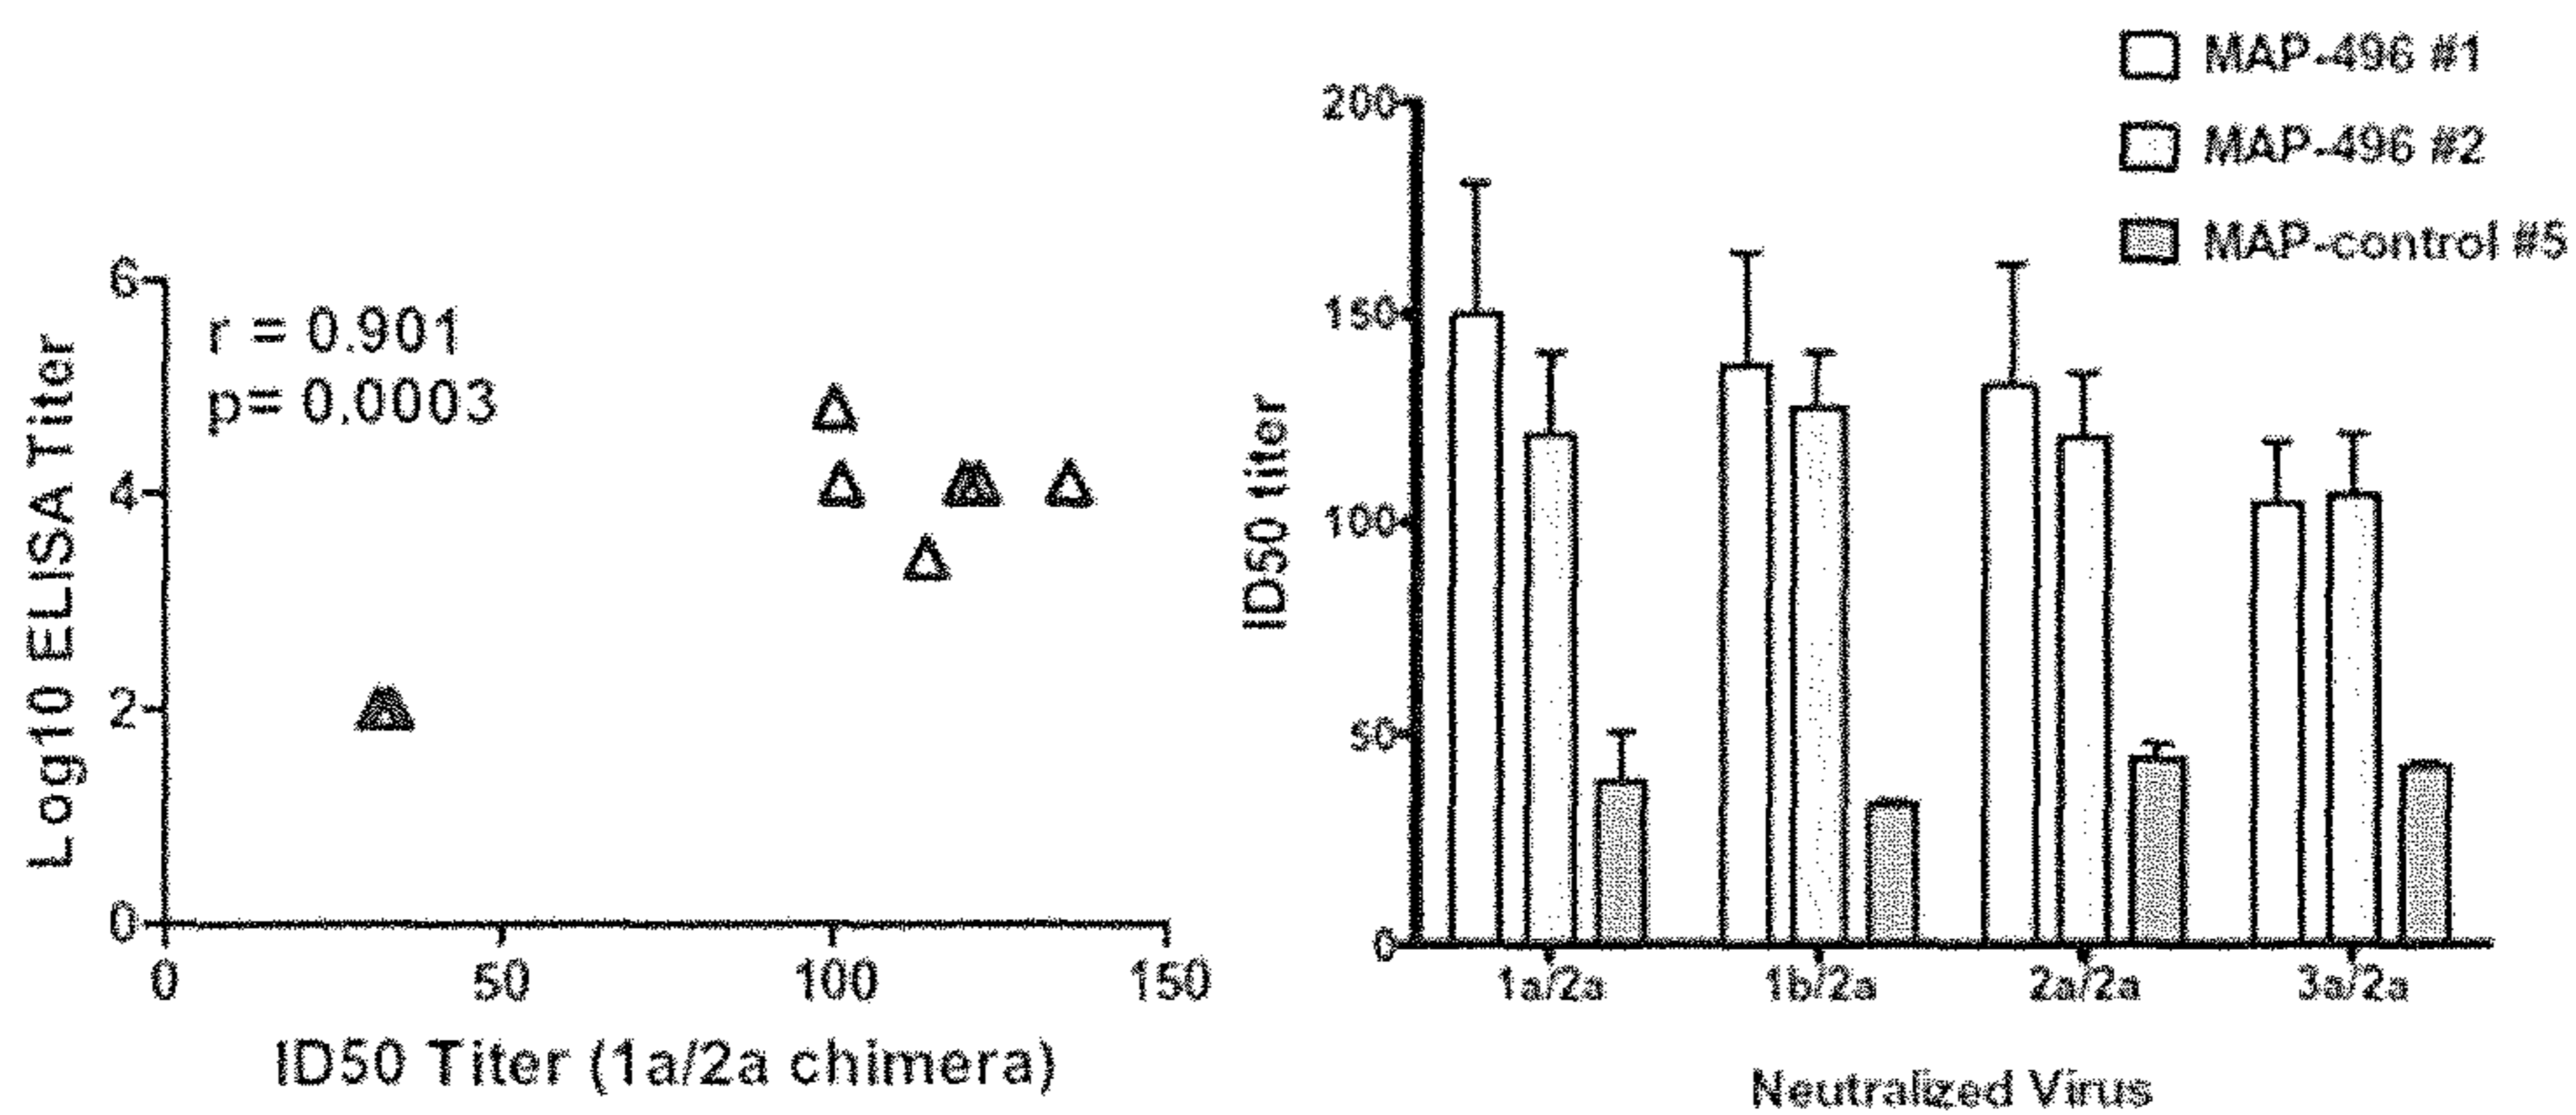 6
r = 0.901
p= 0.0003
4
2
0
Log10 ELISA Titer
0 50 100 150
ID50 Titer (1a/2a chimera)
MAP-496 #1
MAP-496 #2
MAP-control #5
200
150
100
50
0
ID50 titer
1a/2a 1b/2a 2a/2a 3a/2a
Neutralized Virus